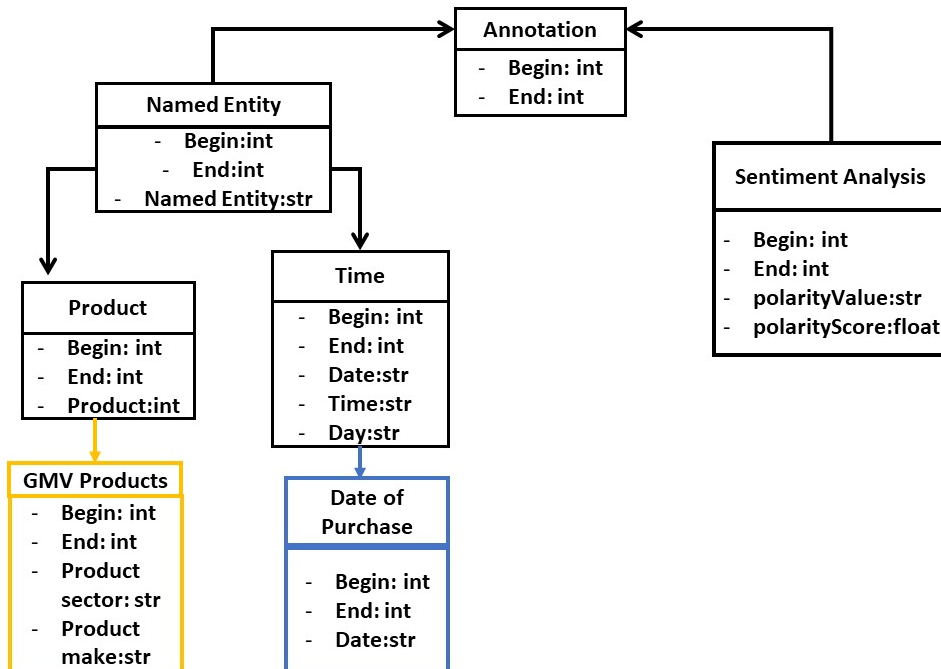 Annotation
- Begin: int
- End: int
Named Entity
- Begin:int
- End:int
- Named Entity:str
Sentiment Analysis
- Begin: int
- End: int
- polarityValue:str
- polarityScore:float
Product
- Begin: int
- End: int
- Product:int
Time
- Begin: int
- End: int
- Date:str
- Time:str
- Day:str
GMV Products
- Begin: int
- End: int
- Product
sector: str
- Product
make:str
Date of
Purchase
- Begin: int
- End: int
- Date:str